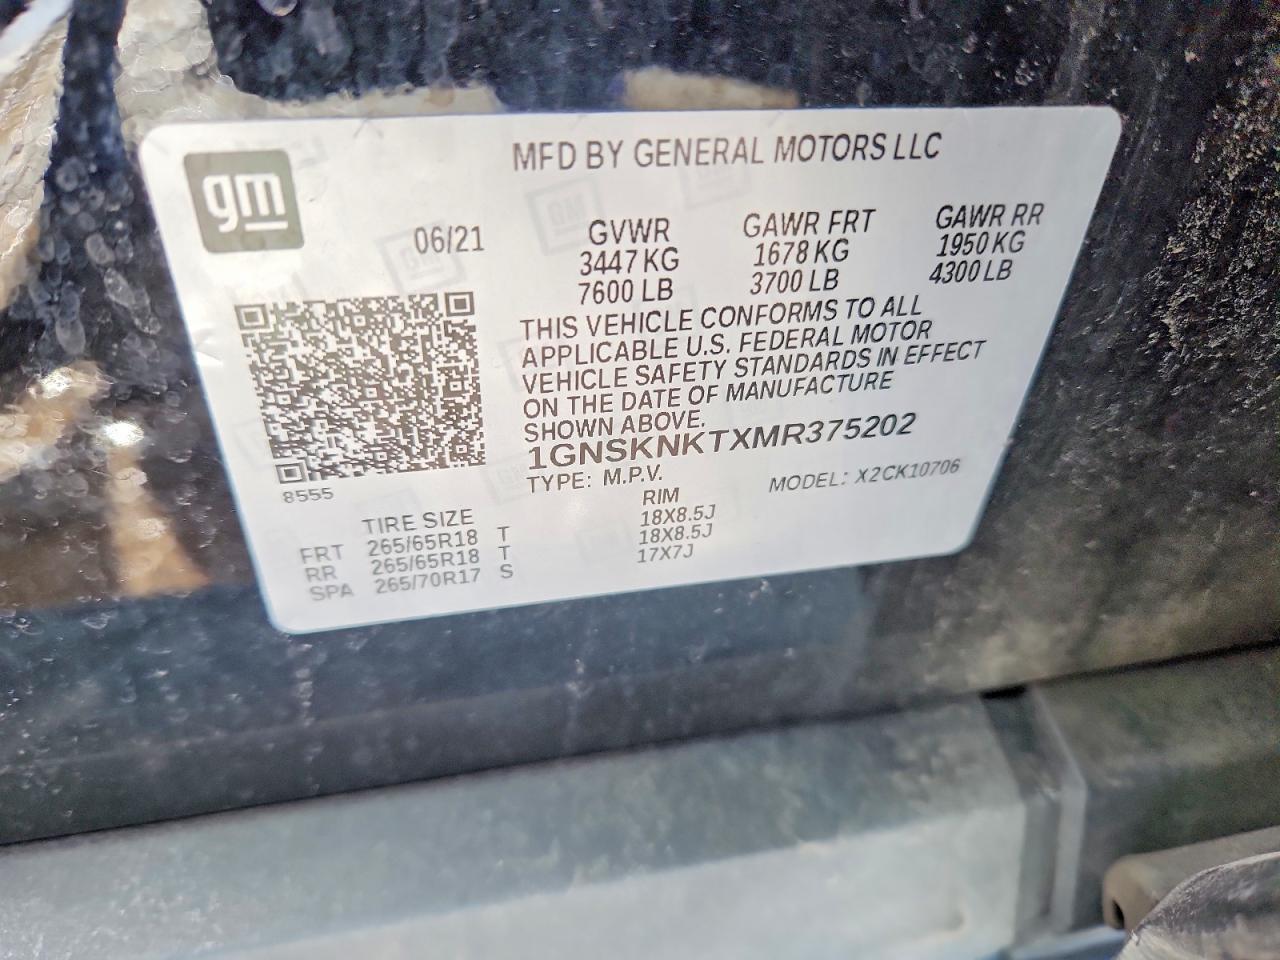 gm
MFD BY GENERAL MOTORS LLC
06/21
GVWR GAWR FRT GAWR RR
3447 KG 1678 KG 1950 KG
7600 LB 3700 LB 4300 LB
THIS VEHICLE CONFORMS TO ALL
APPLICABLE U.S. FEDERAL MOTOR
VEHICLE SAFETY STANDARDS IN EFFECT
ON THE DATE OF MANUFACTURE
SHOWN ABOVE.
1GNSKNKTXMR375202
TYPE: M.P.V. MODEL: X2CK10706
8555
TIRE SIZE RIM
FRT 265/65R18 T 18X8.5J
RR 265/65R18 T 18X8.5J
SPA 265/70R17 S 17X7J